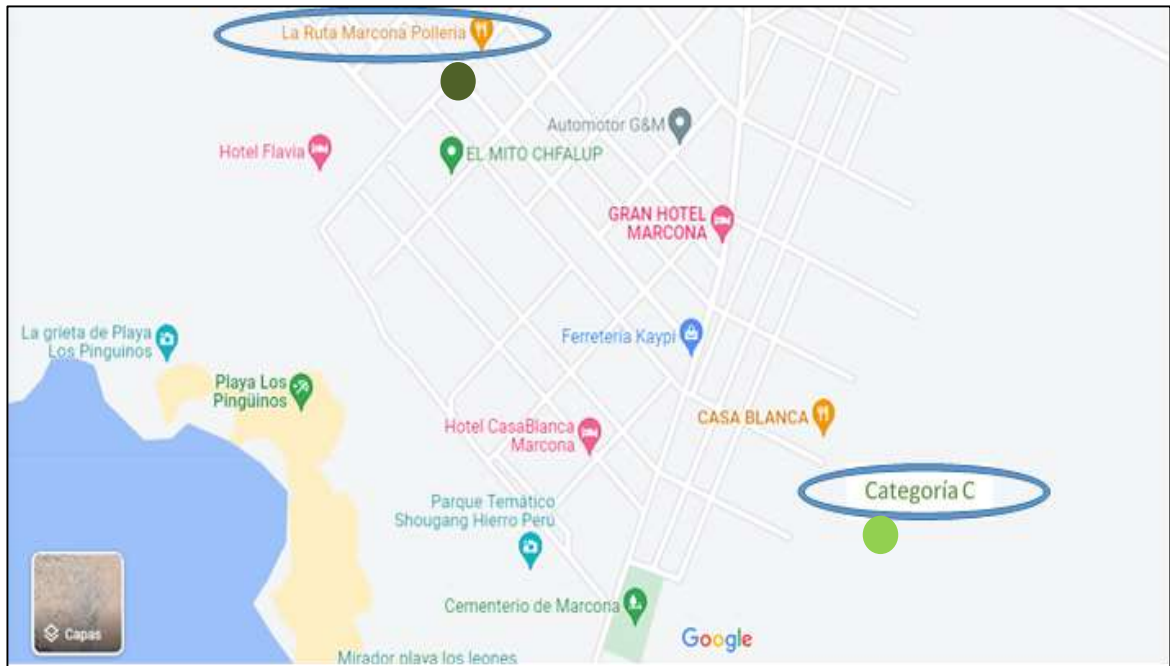 La Ruta Marcona Polleria
Automotor G&M
Hotel Flavia
EL MITO CHFALUP
GRAN HOTEL
MARCONA
La grieta de Playa
Los Pinguinos
Ferreteria Kaypi
Playa Los
Pingüinos
CASA BLANCA
Hotel CasaBlanca
Marcona
Categoría C
Parque Temático
Shougang Hierro Perú
Cementerio de Marcona
Capas
Google
Mirador playa los leones